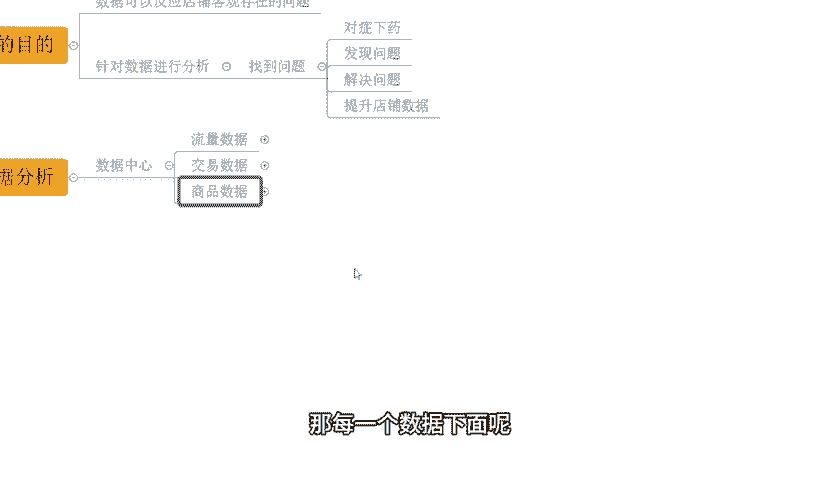 数据可以反应店铺客观存在的问题
的目的
针对数据进行分析
找到问题
对症下药
发现问题
解决问题
提升店铺数据
据分析
数据中心
流量数据
交易数据
商品数据
那每一个数据下面呢